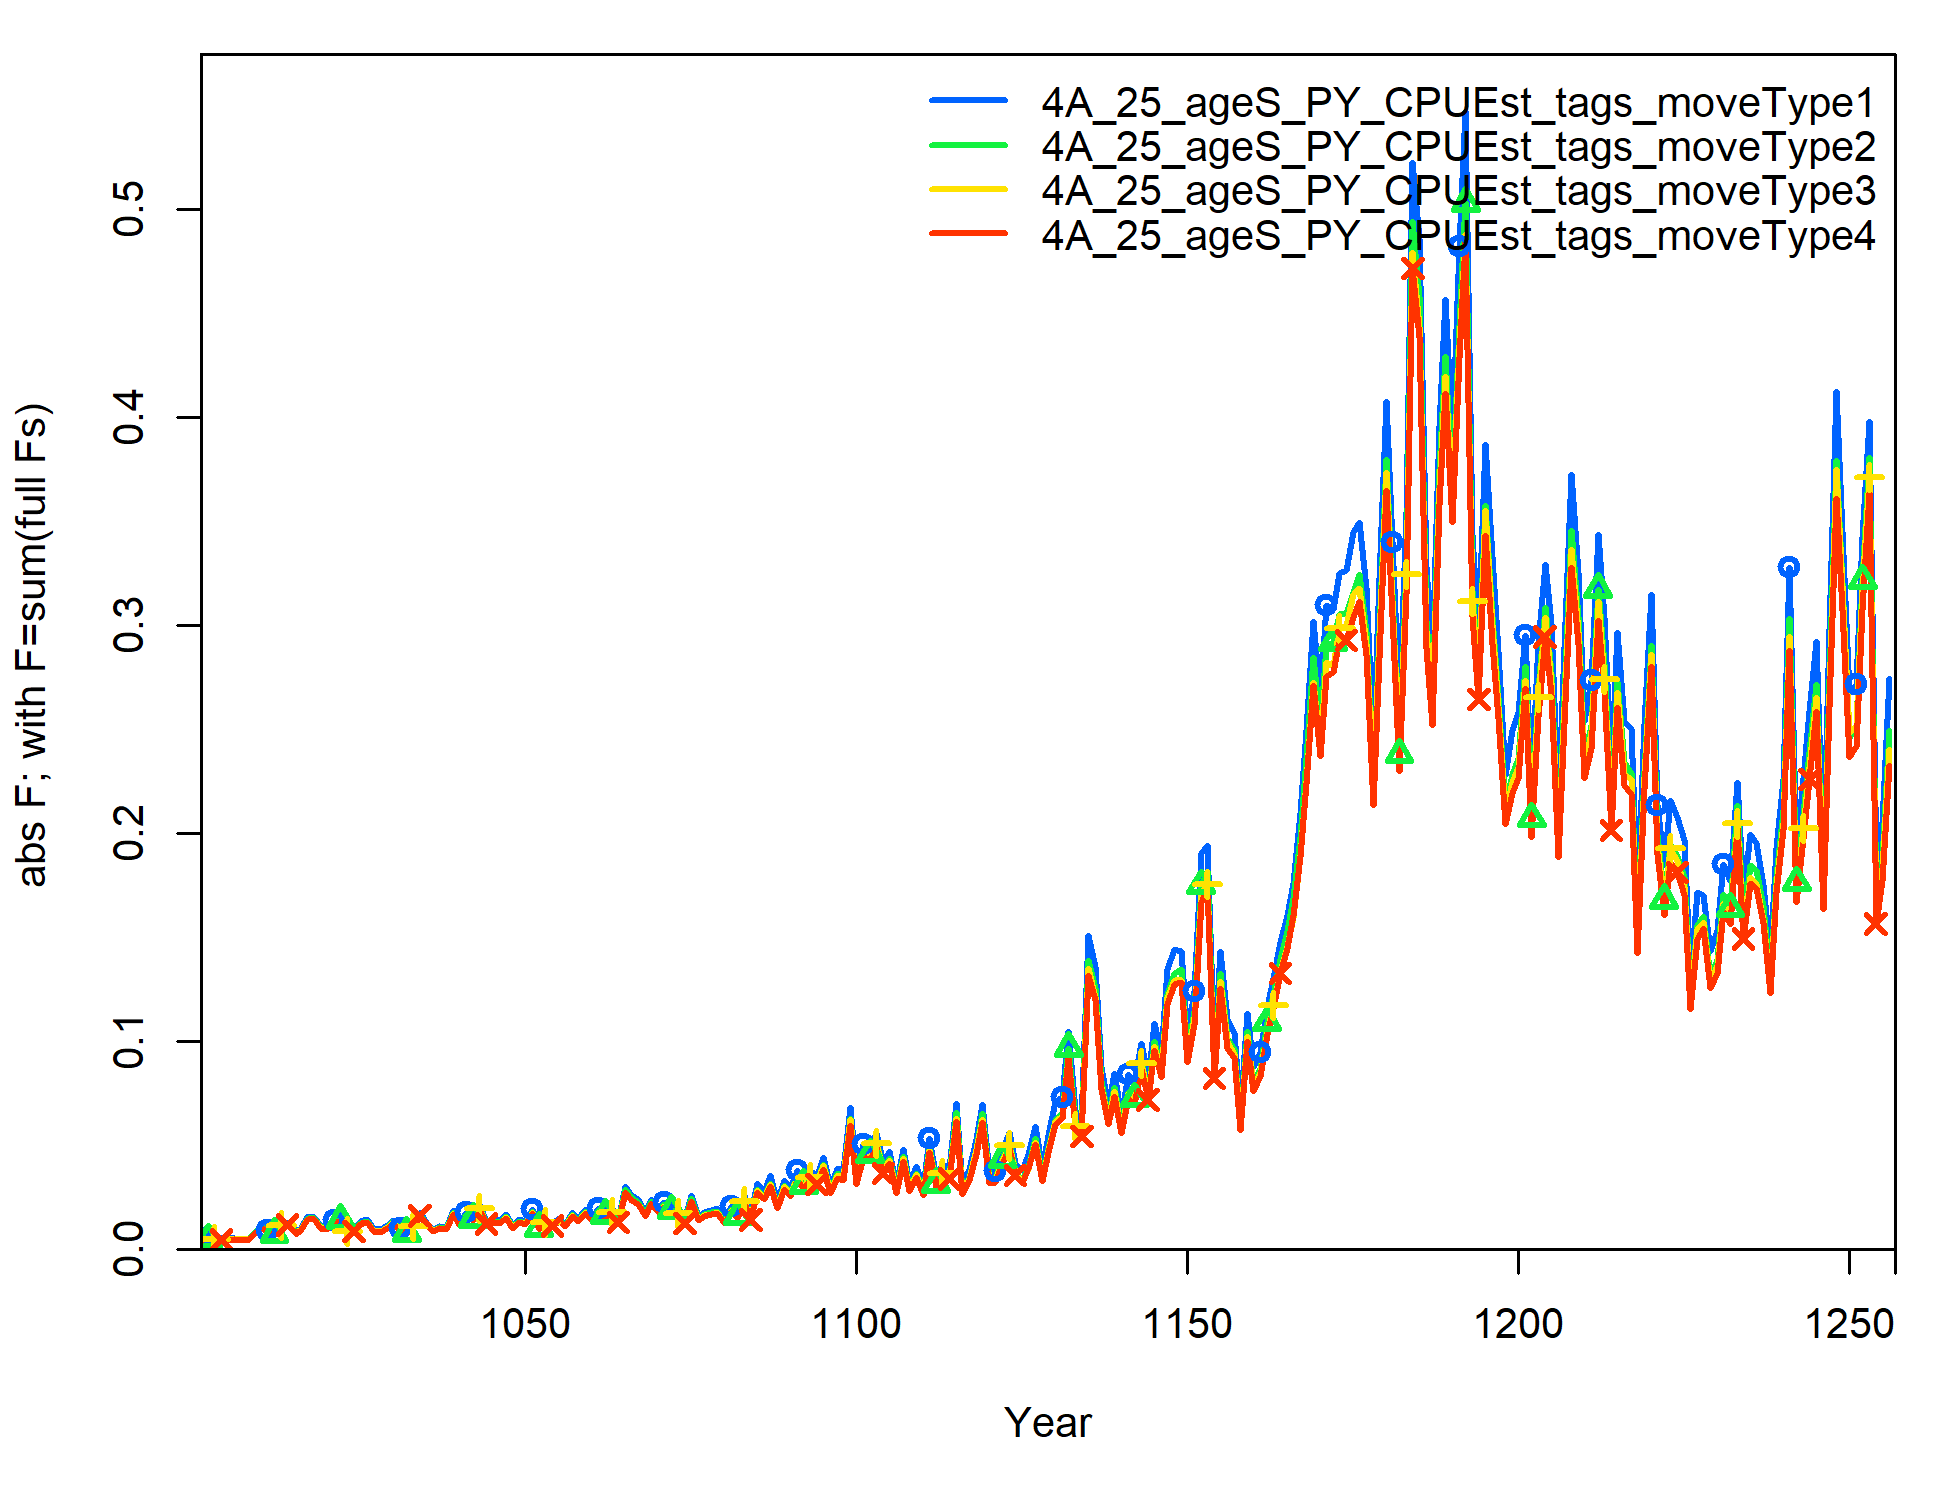 4A_25_ageS_PY_CPUEst_tags_moveType1
4A_25_ageS_PY_CPUEst_tags_moveType2
4A_25_ageS_PY_CPUEst_tags_moveType3
4A_25_ageS_PY_CPUEst_tags_moveType4
abs F; with F=sum(full Fs)
0.5
0.4
0.3
0.2
0.1
0.0
1050 1100 1150 1200 1250
Year